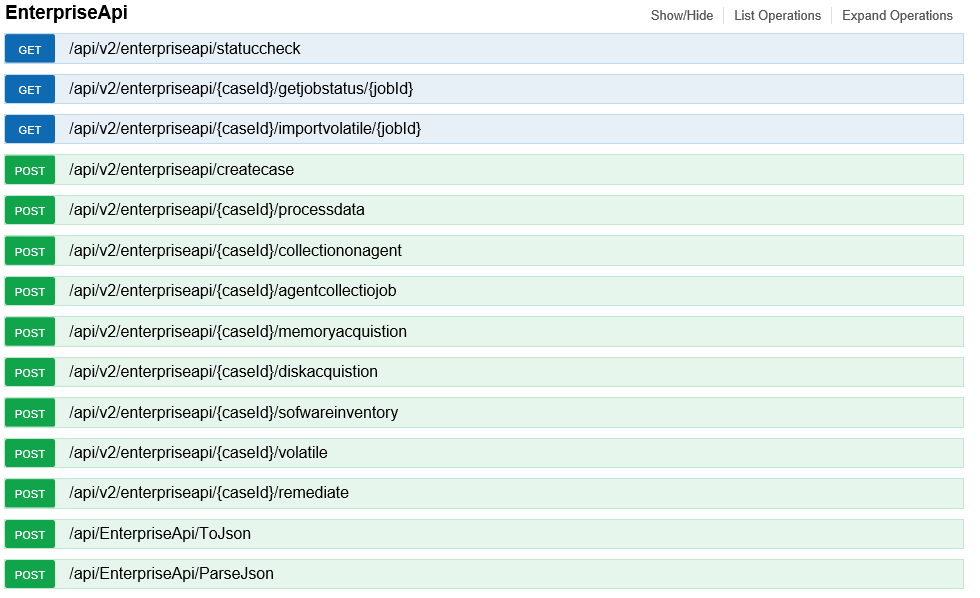 EnterpriseApi
Show/Hide List Operations Expand Operations
GET /api/v2/enterpriseapi/statuccheck
GET /api/v2/enterpriseapi/{caseId}/getjobstatus/{jobId}
GET /api/v2/enterpriseapi/{caseId}/importvolatile/{jobId}
POST /api/v2/enterpriseapi/createcase
POST /api/v2/enterpriseapi/{caseId}/processdata
POST /api/v2/enterpriseapi/{caseId}/collectiononagent
POST /api/v2/enterpriseapi/{caseId}/agentcollectiojob
POST /api/v2/enterpriseapi/{caseId}/memoryacquistion
POST /api/v2/enterpriseapi/{caseId}/diskacquistion
POST /api/v2/enterpriseapi/{caseId}/sofwareinventory
POST /api/v2/enterpriseapi/{caseId}/volatile
POST /api/v2/enterpriseapi/{caseId}/remediate
POST /api/EnterpriseApi/ToJson
POST /api/EnterpriseApi/ParseJson